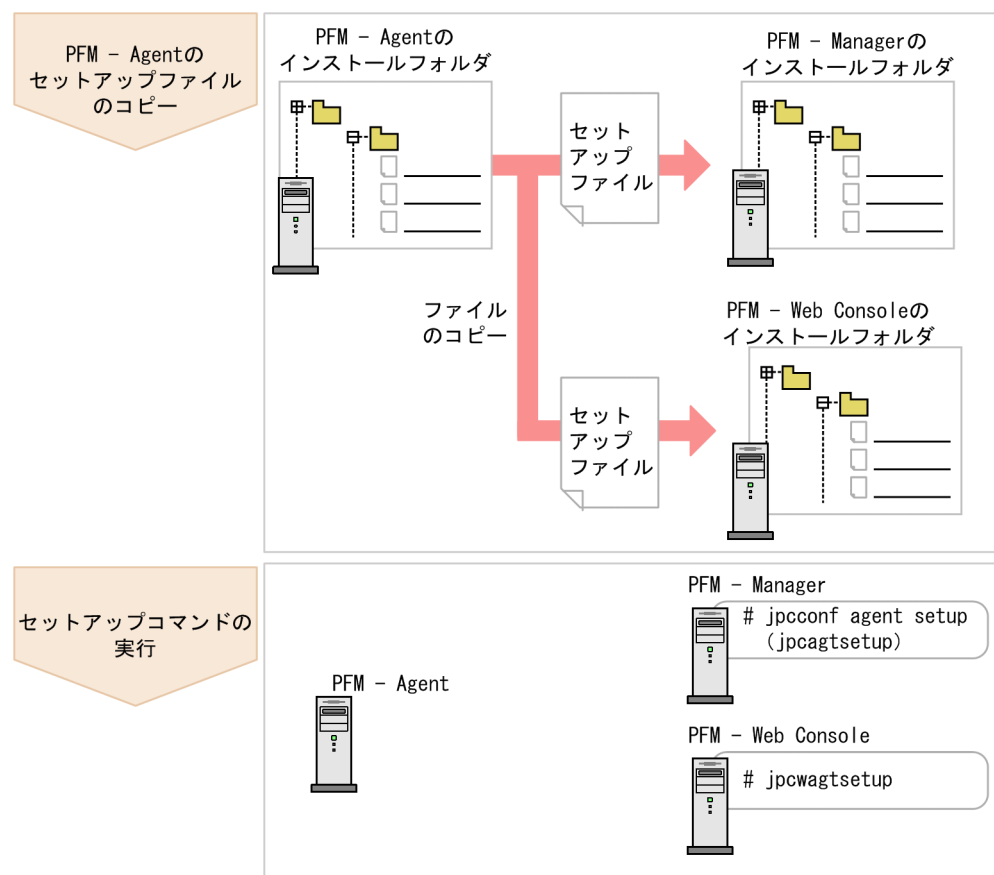 PFM － Agentの
セットアップファイル
のコピー
PFM － Agentの
インストールフォルダ
PFM － Managerの
インストールフォルダ
セット
アップ
ファイル
ファイル
のコピー
PFM － Web Consoleの
インストールフォルダ
セット
アップ
ファイル
セットアップコマンドの
実行
PFM － Manager
# jpcconf agent setup
(jpcagtsetup)
PFM － Agent
PFM － Web Console
# jpcwagtsetup